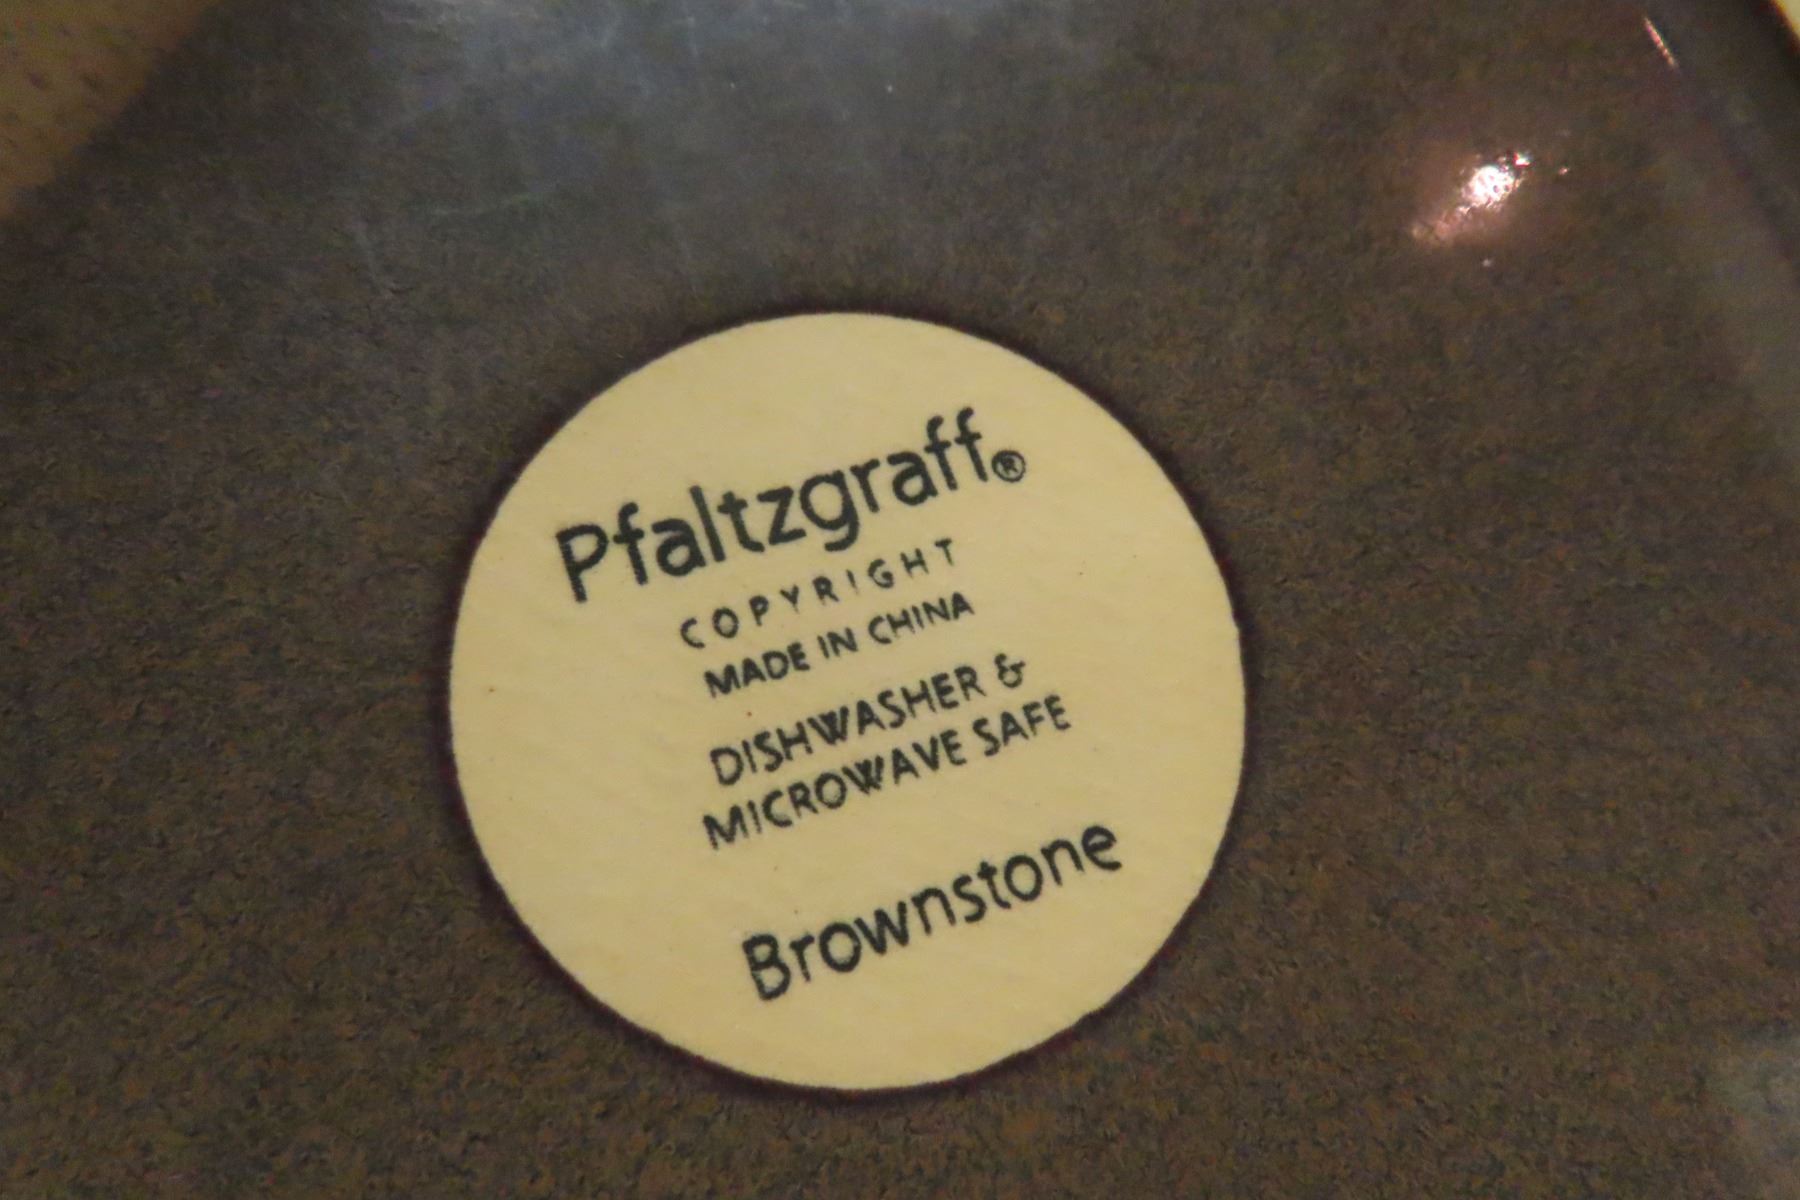 Pfaltzgraff®
COPYRIGHT
MADE IN CHINA
DISHWASHER &
MICROWAVE SAFE
Brownstone